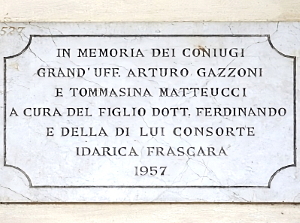 IN MEMORIA DEI CONIUGI
GRAND'UFF. ARTURO GAZZONI
E TOMMASINA MATTEUCCI
A CURA DEL FIGLIO DOTT. FERDINANDO
E DELLA DI LUI CONSORTE
IDARICA FRASCARA
1957